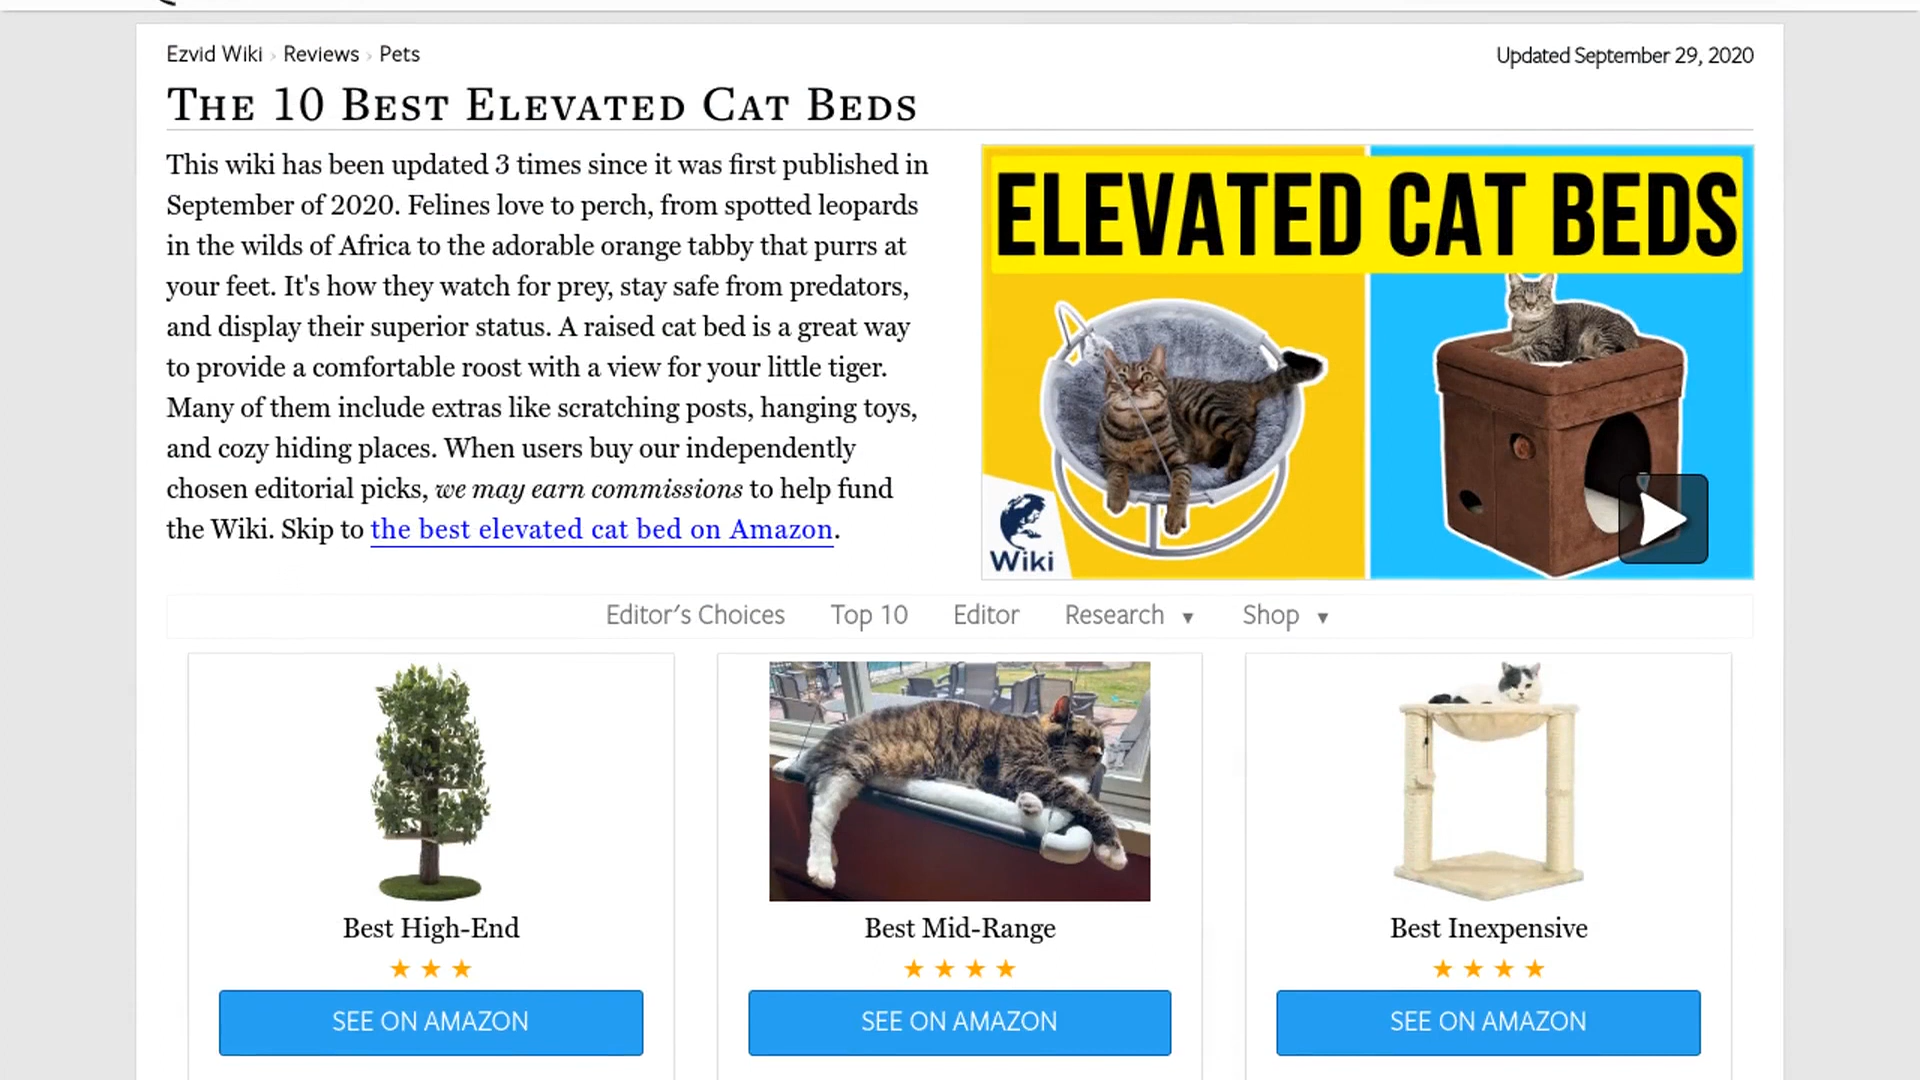 Ezvid Wiki › Reviews › Pets
Updated September 29, 2020
The 10 Best Elevated Cat Beds
This wiki has been updated 3 times since it was first published in
September of 2020. Felines love to perch, from spotted leopards
in the wilds of Africa to the adorable orange tabby that purrs at
your feet. It's how they watch for prey, stay safe from predators,
and display their superior status. A raised cat bed is a great way
to provide a comfortable roost with a view for your little tiger.
Many of them include extras like scratching posts, hanging toys,
and cozy hiding places. When users buy our independently
chosen editorial picks, we may earn commissions to help fund
the Wiki. Skip to the best elevated cat bed on Amazon.
ELEVATED CAT BEDS
Wiki
Editor's Choices Top 10 Editor Research ▼ Shop ▼
Best High-End
Best Mid-Range
Best Inexpensive
SEE ON AMAZON
SEE ON AMAZON
SEE ON AMAZON